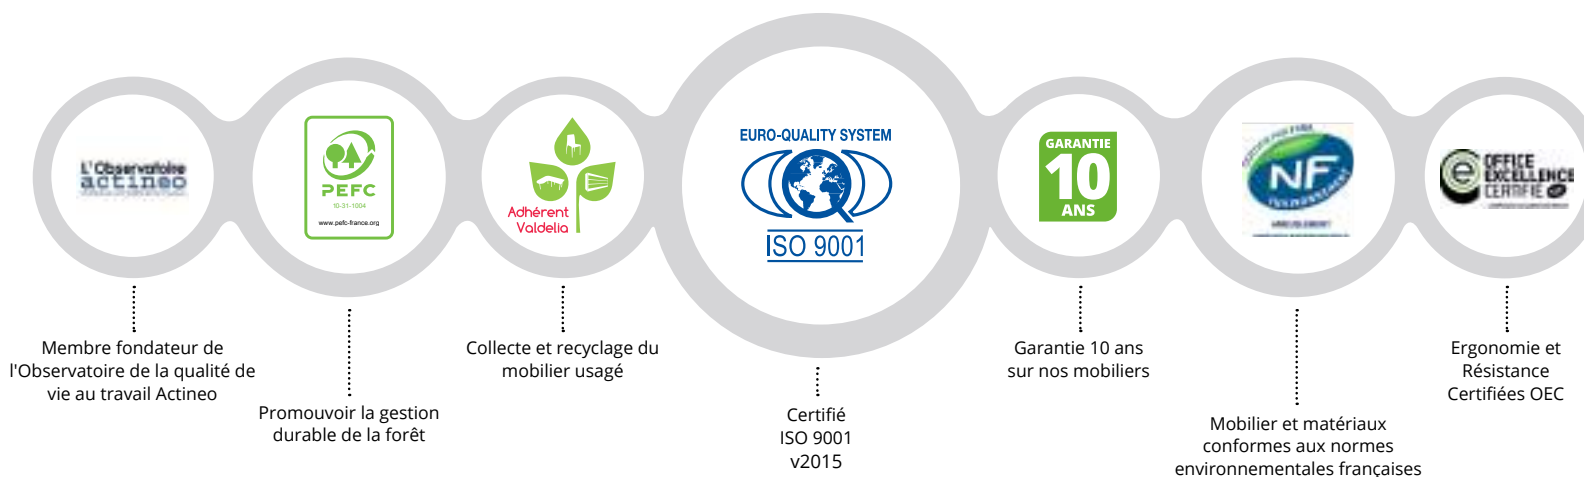 L'Observatoire
actineo
Membre fondateur de
l'Observatoire de la qualité de
vie au travail Actineo
PEFC
10-31-1004
www.pefc-france.org
Promouvoir la gestion
durable de la forêt
Adhérent
Valdelia
Collecte et recyclage du
mobilier usagé
EURO-QUALITY SYSTEM
ISO 9001
Certifié
ISO 9001
v2015
GARANTIE
10
ANS
Garantie 10 ans
sur nos mobiliers
NF
ENVIRONNEMENT
AMEUBLEMENT
Mobilier et matériaux
conformes aux normes
environnementales françaises
OFFICE
EXCELLENCE
CERTIFIÉ
Ergonomie et
Résistance
Certifiées OEC